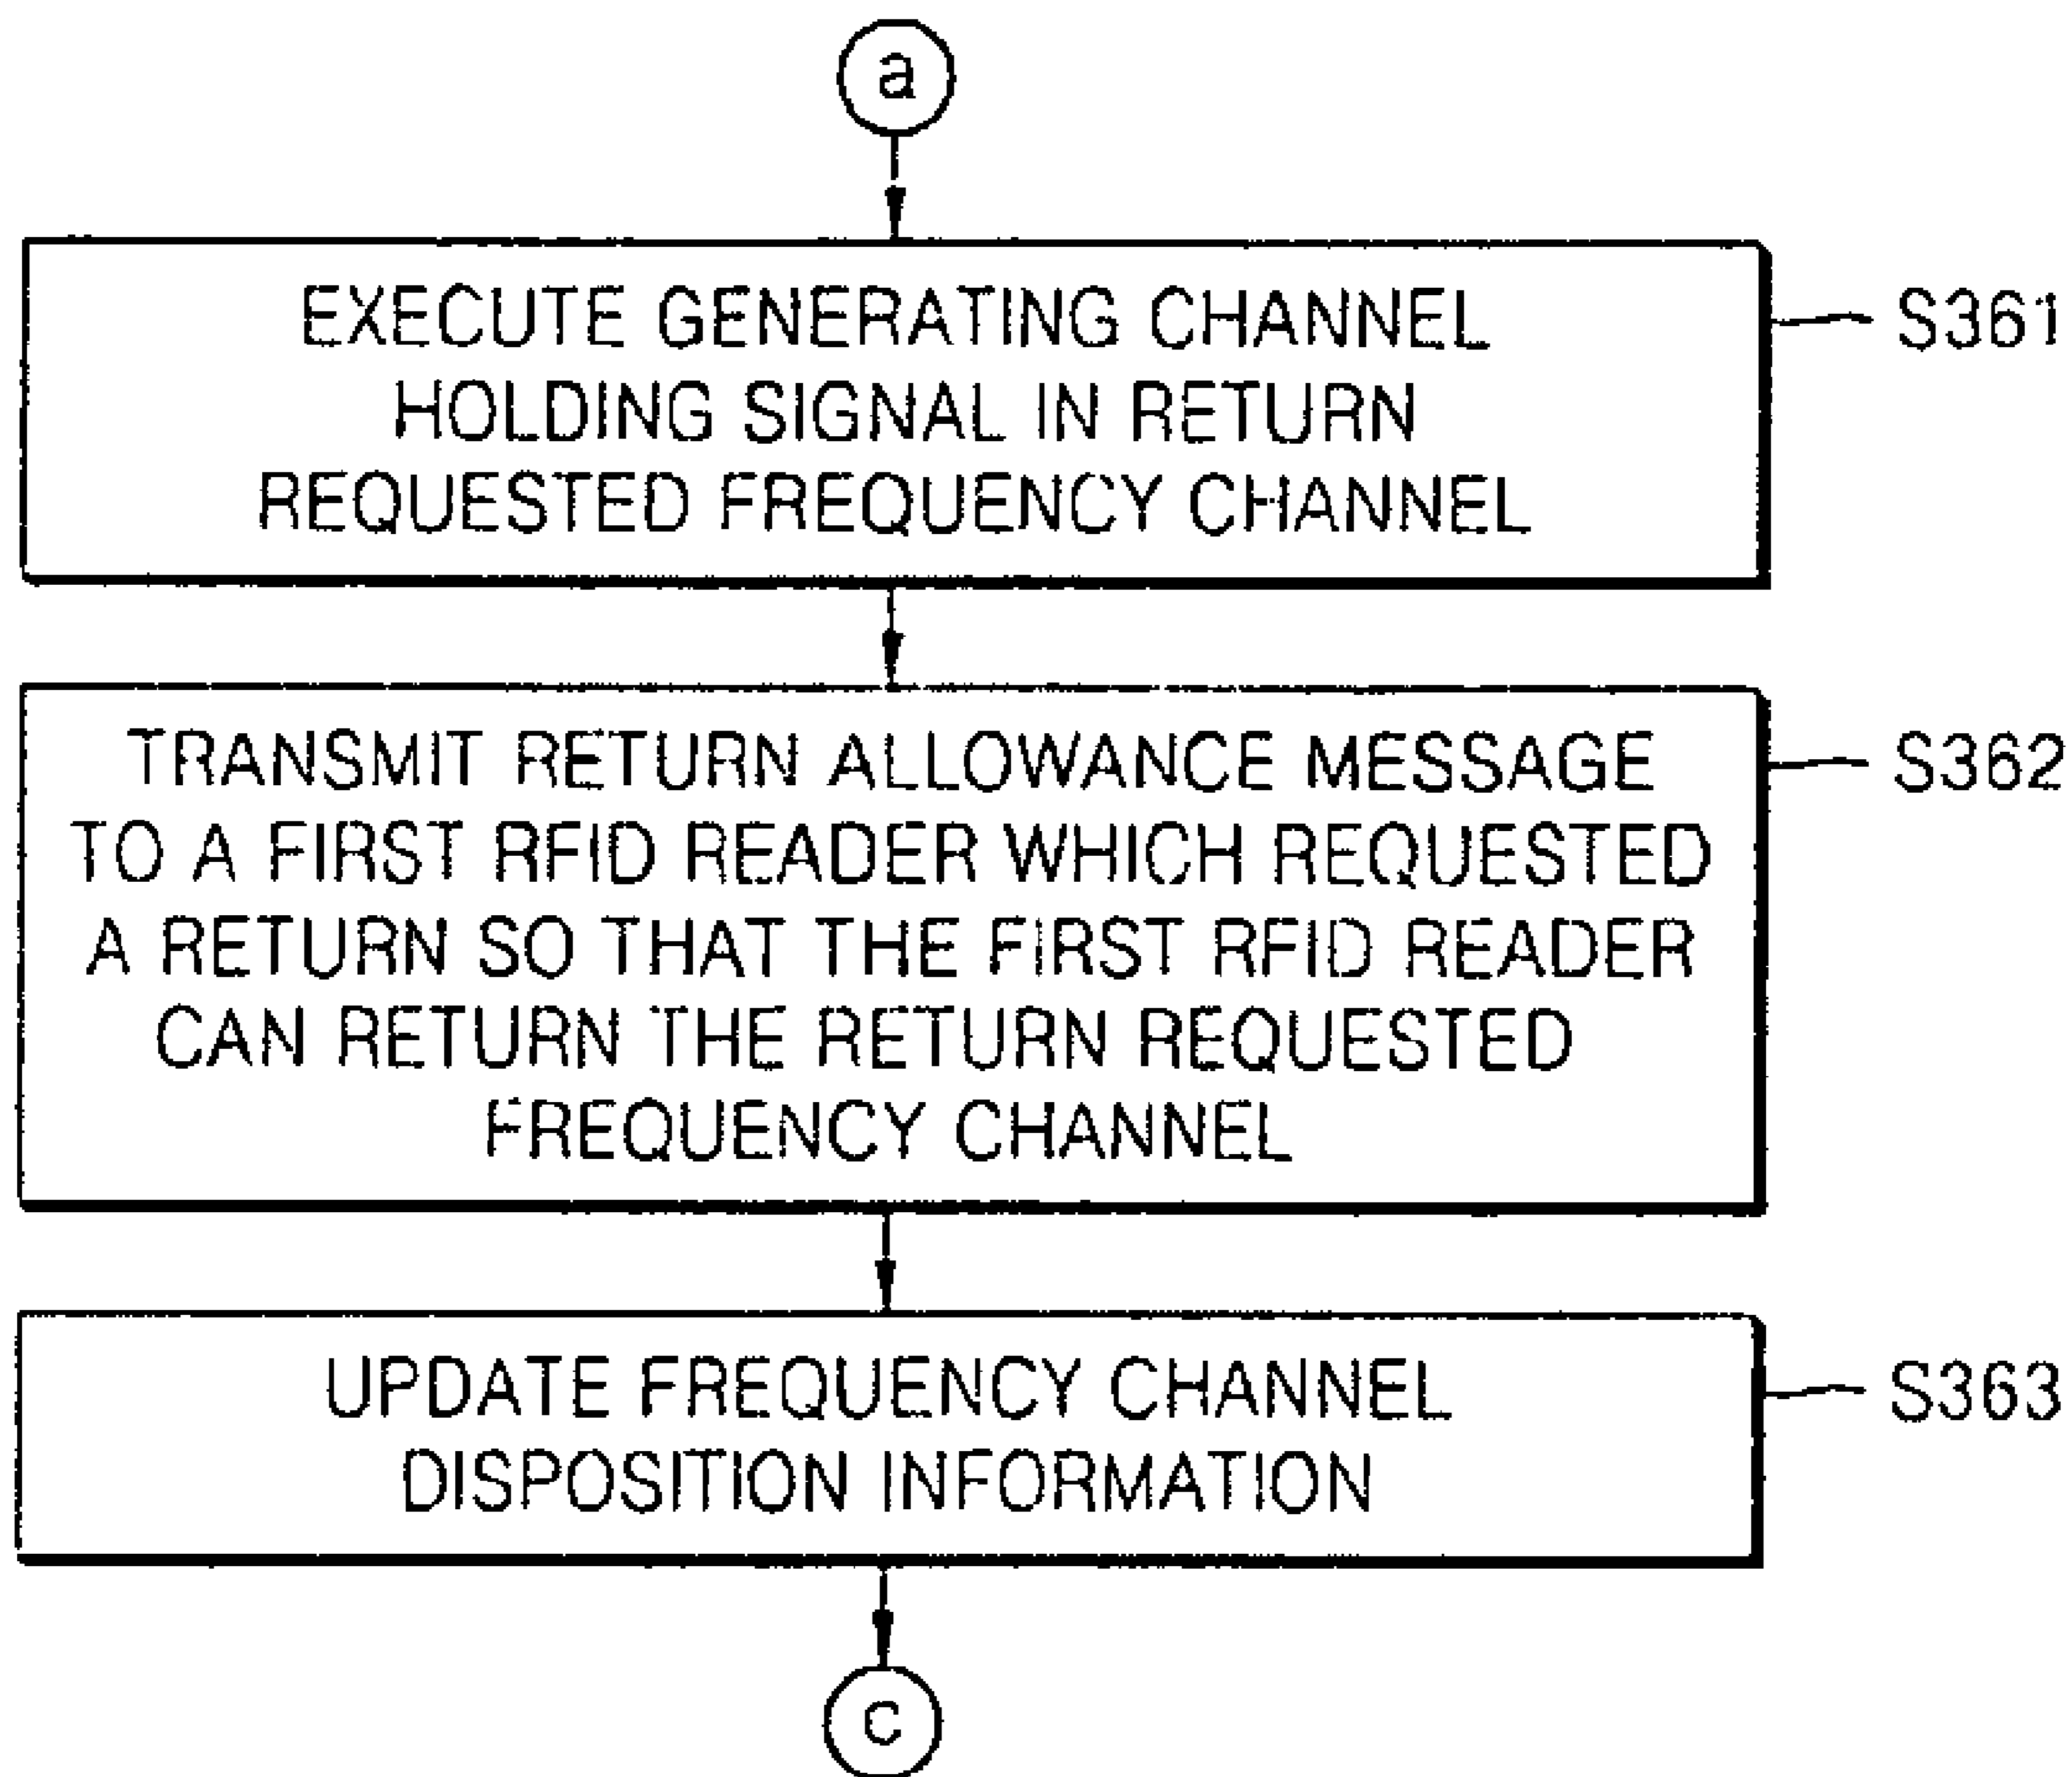 a
EXECUTE GENERATING CHANNEL
HOLDING SIGNAL IN RETURN
REQUESTED FREQUENCY CHANNEL
S361
TRANSMIT RETURN ALLOWANCE MESSAGE
TO A FIRST RFID READER WHICH REQUESTED
A RETURN SO THAT THE FIRST RFID READER
CAN RETURN THE RETURN REQUESTED
FREQUENCY CHANNEL
S362
UPDATE FREQUENCY CHANNEL
DISPOSITION INFORMATION
S363
c